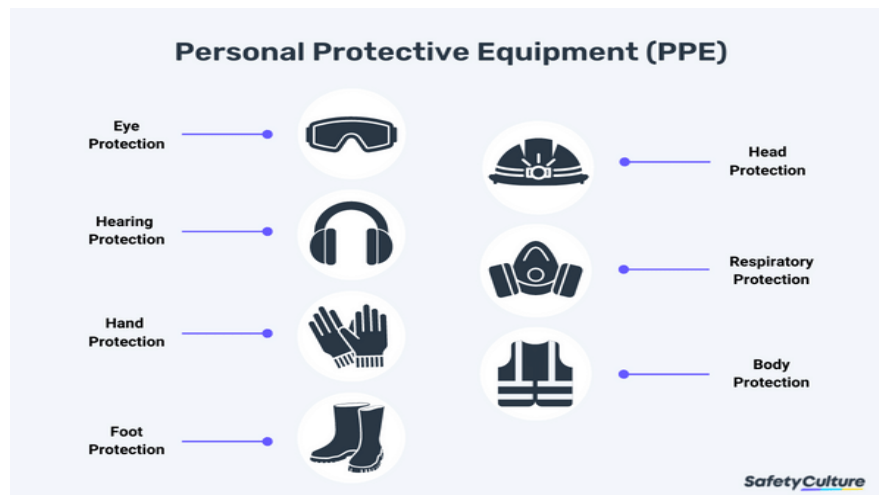 Personal Protective Equipment (PPE)
Eye
Protection
Hearing
Protection
Hand
Protection
Foot
Protection
Head
Protection
Respiratory
Protection
Body
Protection
SafetyCulture